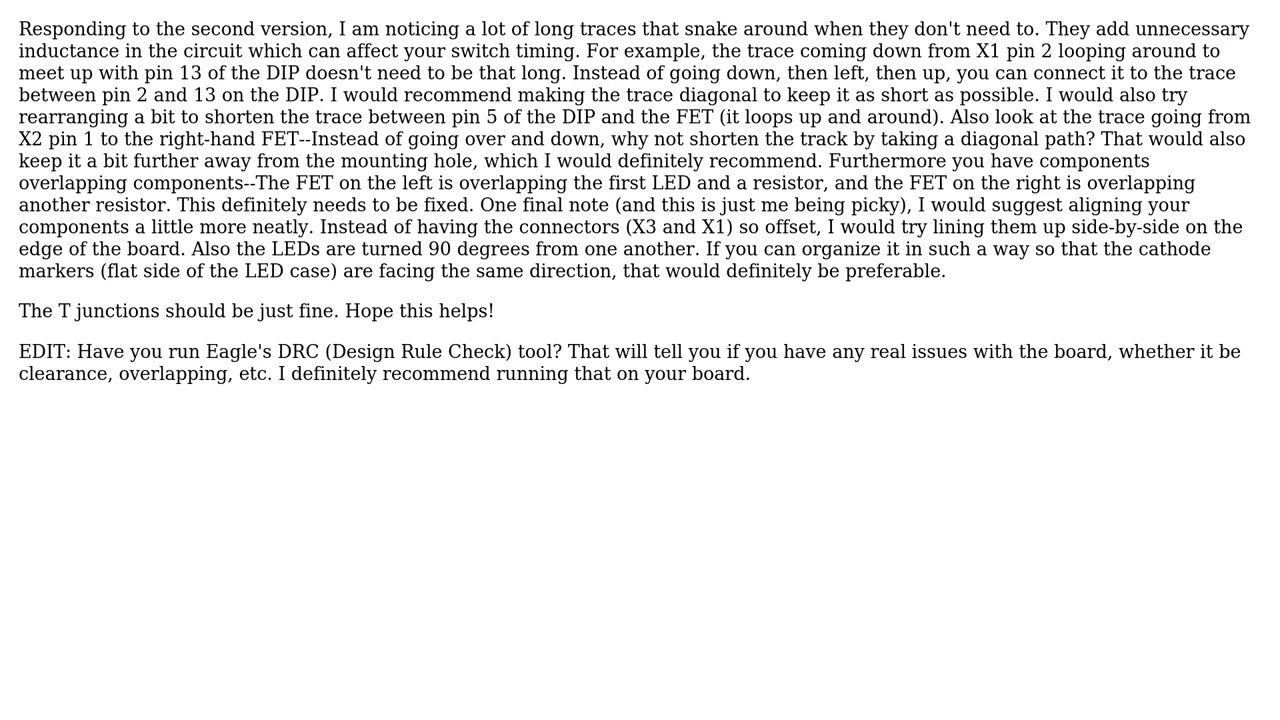 Responding to the second version, I am noticing a lot of long traces that snake around when they don't need to. They add unnecessary
inductance in the circuit which can affect your switch timing. For example, the trace coming down from X1 pin 2 looping around to
meet up with pin 13 of the DIP doesn't need to be that long. Instead of going down, then left, then up, you can connect it to the trace
between pin 2 and 13 on the DIP. I would recommend making the trace diagonal to keep it as short as possible. I would also try
rearranging a bit to shorten the trace between pin 5 of the DIP and the FET (it loops up and around). Also look at the trace going from
X2 pin 1 to the right-hand FET--Instead of going over and down, why not shorten the track by taking a diagonal path? That would also
keep it a bit further away from the mounting hole, which I would definitely recommend. Furthermore you have components
overlapping components--The FET on the left is overlapping the first LED and a resistor, and the FET on the right is overlapping
another resistor. This definitely needs to be fixed. One final note (and this is just me being picky), I would suggest aligning your
components a little more neatly. Instead of having the connectors (X3 and X1) so offset, I would try lining them up side-by-side on the
edge of the board. Also the LEDs are turned 90 degrees from one another. If you can organize it in such a way so that the cathode
markers (flat side of the LED case) are facing the same direction, that would definitely be preferable.
The T junctions should be just fine. Hope this helps!
EDIT: Have you run Eagle's DRC (Design Rule Check) tool? That will tell you if you have any real issues with the board, whether it be
clearance, overlapping, etc. I definitely recommend running that on your board.